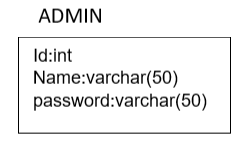 ADMIN
Id:int
Name:varchar(50)
password:varchar(50)